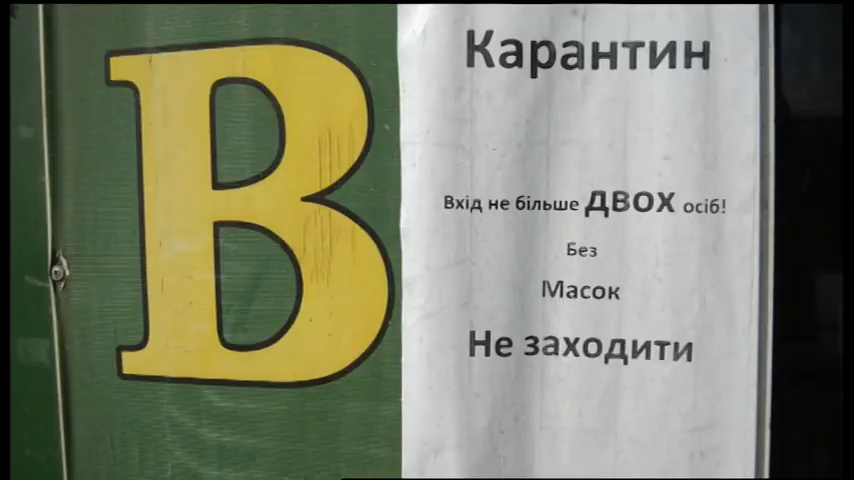 В
Карантин
Вхід не більше ДВОХ осіб!
Без
Масок
Не заходити